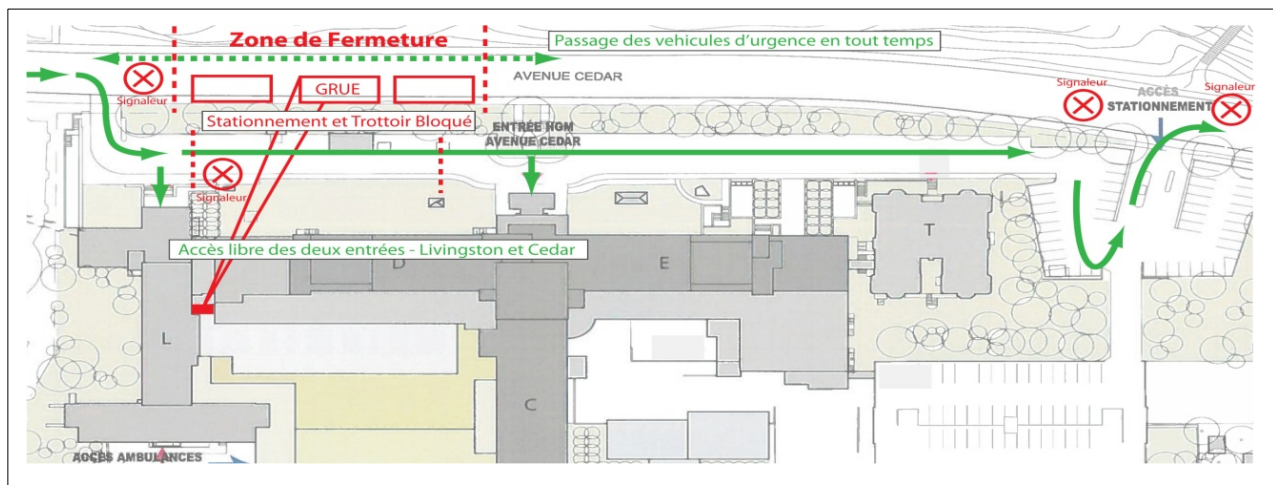 Zone de Fermeture
Passage des vehicules d'urgence en tout temps
AVENUE CEDAR
Signaleur
GRUE
Signaleur
ACCÈS
STATIONNEMENT
Signaleur
Stationnement et Trottoir Bloqué
ENTRÉE HGM
AVENUE CEDAR
Signaleur
T
Accès libre des deux entrées - Livingston et Cedar
D
E
L
C
ACCÈS AMBULANCES